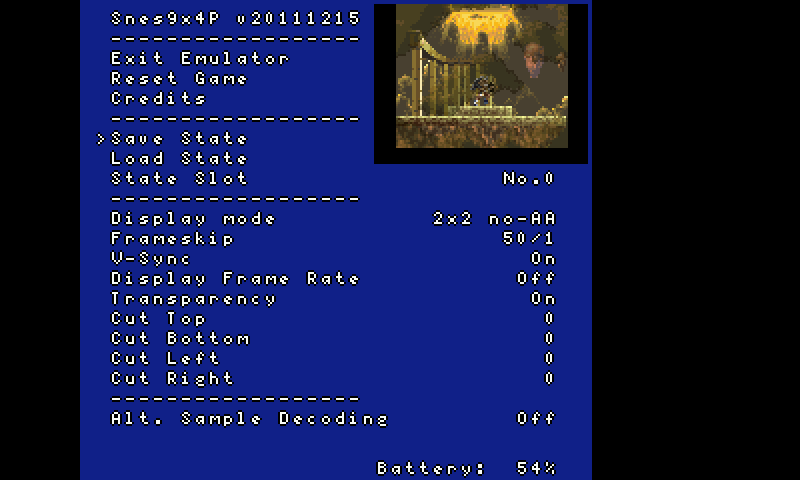 Snes9x4P v20111215
------------------
Exit Emulator
Reset Game
Credits
------------------
>Save State
Load State
State Slot No.0
------------------
Display mode 2x2 no-AA
Frameskip 50/1
V-Sync On
Display Frame Rate Off
Transparency On
Cut Top 0
Cut Bottom 0
Cut Left 0
Cut Right 0
------------------
Alt. Sample Decoding Off
Battery: 54%